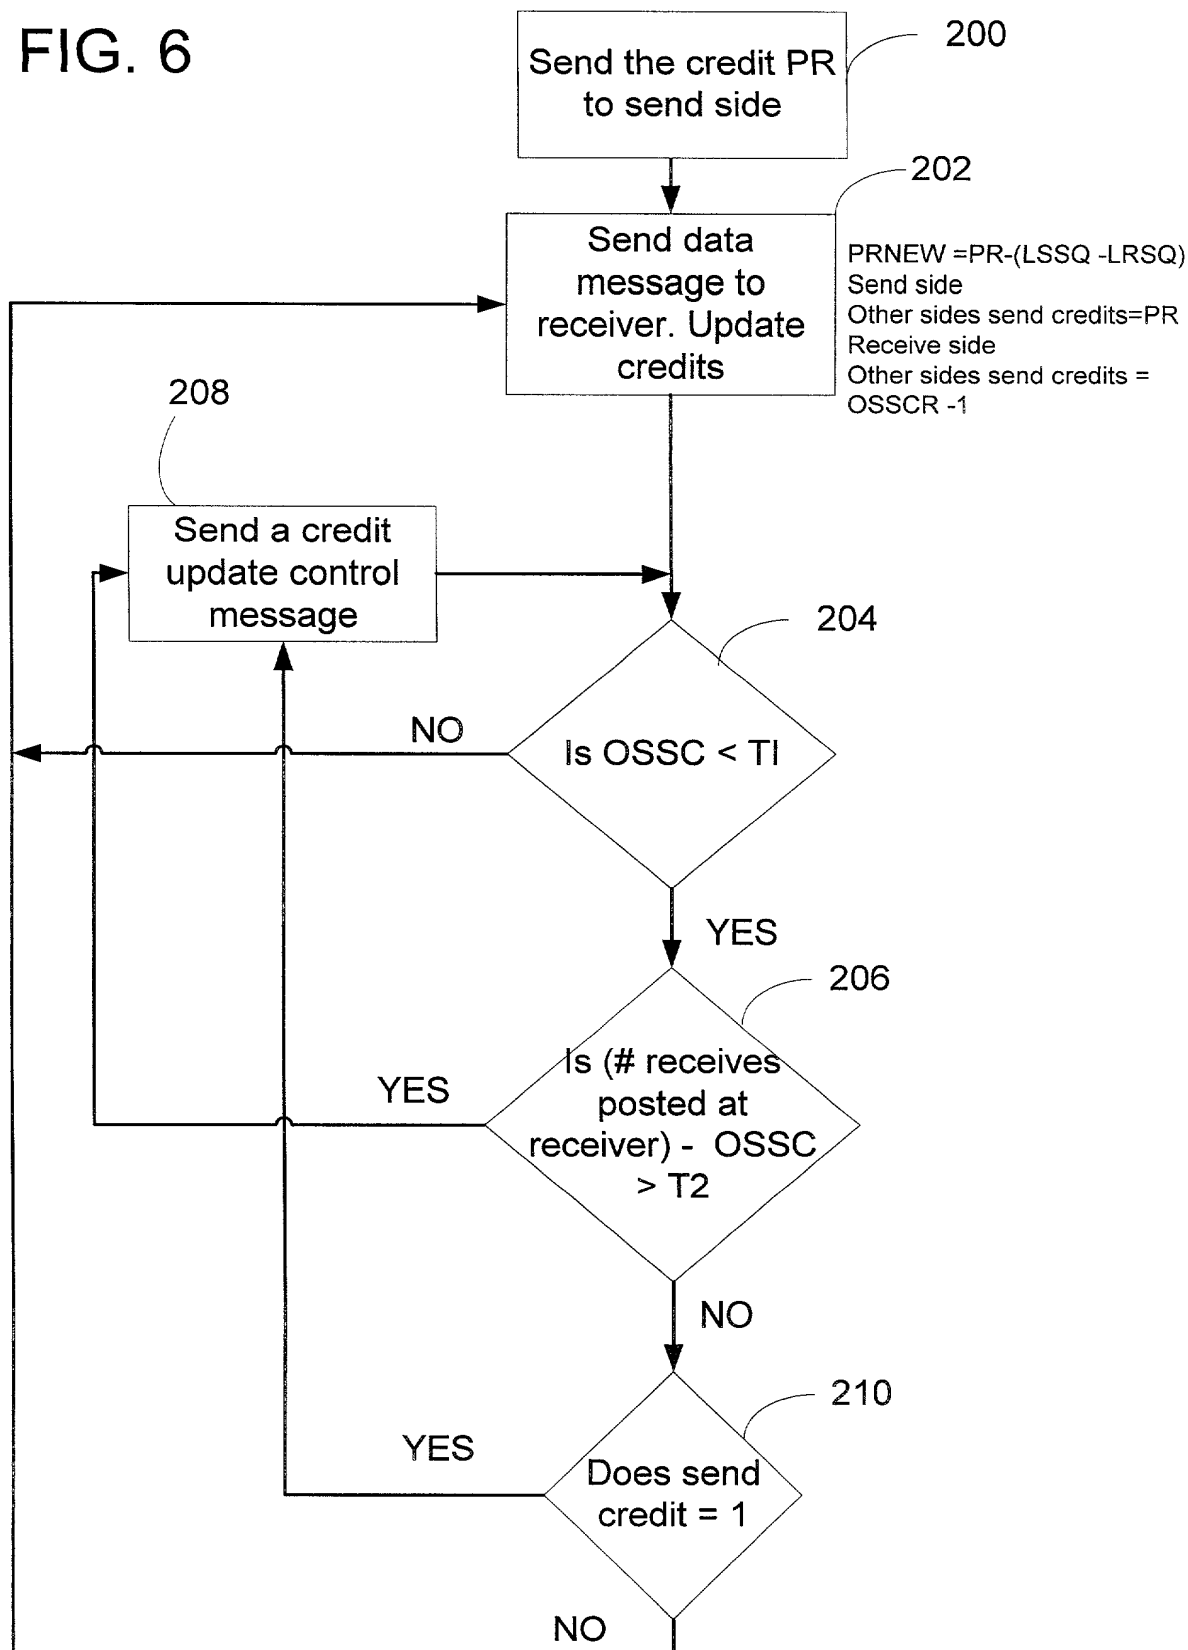 FIG. 6
Send the credit PR
to send side
200
202
Send data
message to
receiver. Update
credits
PRNEW =PR-(LSSQ -LRSQ)
Send side
Other sides send credits=PR
Receive side
Other sides send credits =
OSSCR -1
208
Send a credit
update control
message
204
Is OSSC < TI
NO
YES
206
Is (# receives
posted at
receiver) - OSSC
> T2
YES
NO
210
Does send
credit = 1
YES
NO